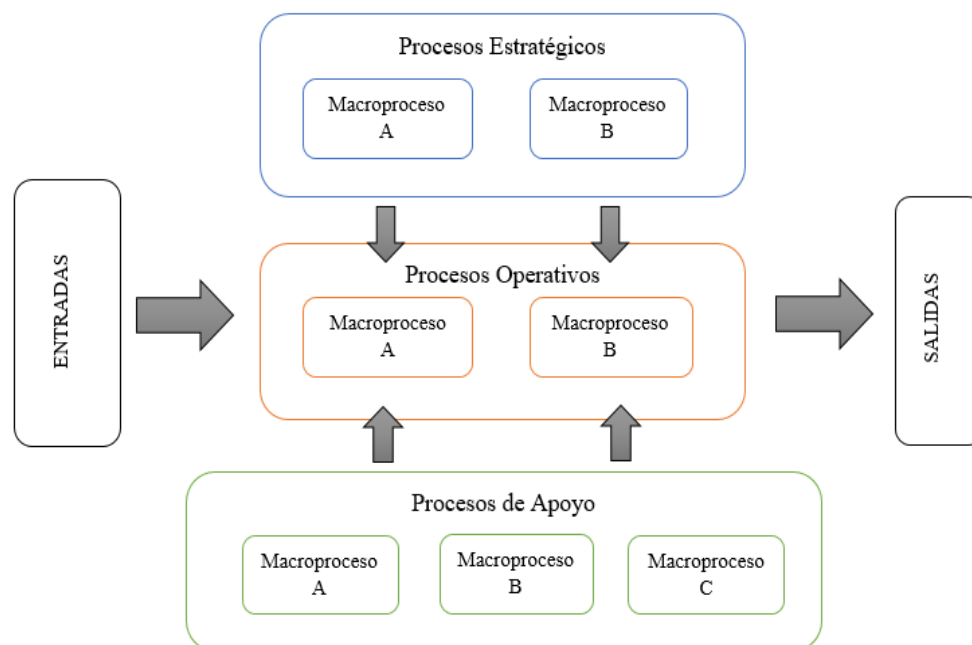 Procesos Estratégicos
Macroproceso
A
Macroproceso
B
ENTRADAS
Procesos Operativos
Macroproceso
A
Macroproceso
B
SALIDAS
Procesos de Apoyo
Macroproceso
A
Macroproceso
B
Macroproceso
C